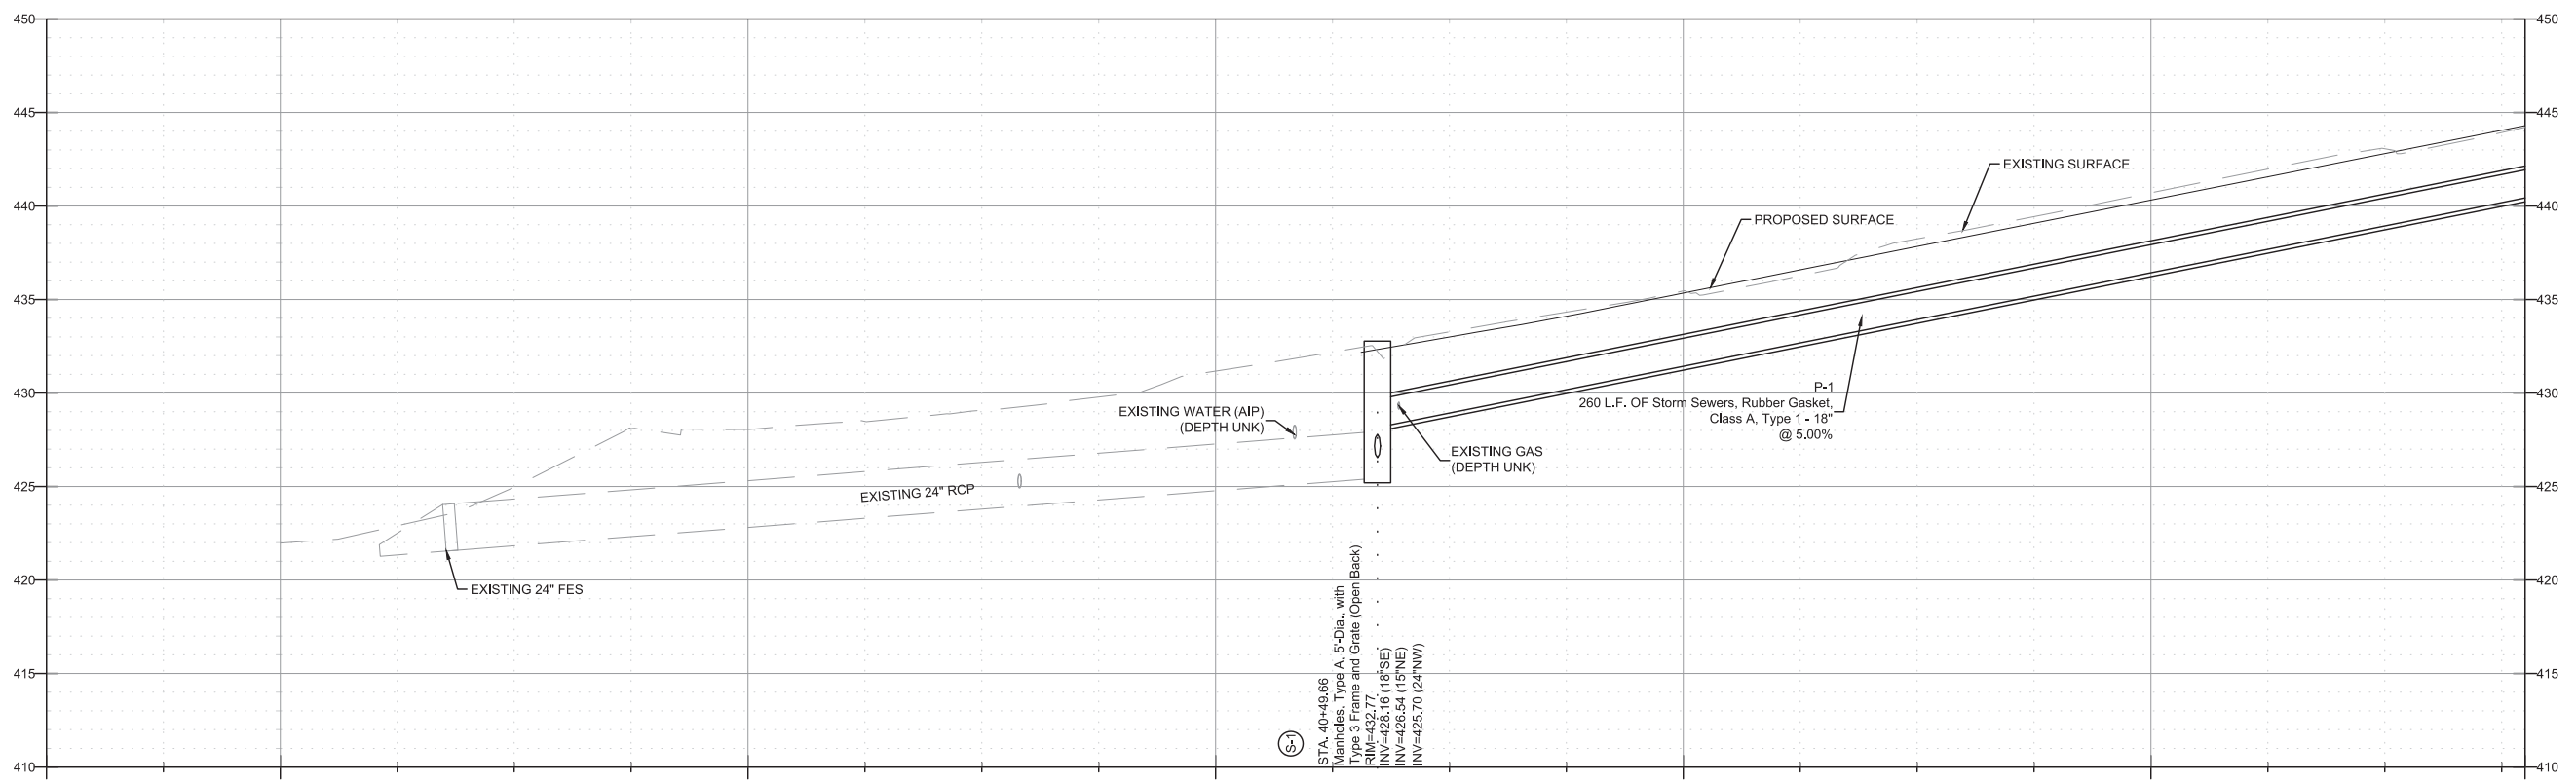 450
450
445
445
440
440
435
435
430
430
425
425
420
420
415
415
410
410
EXISTING SURFACE
PROPOSED SURFACE
P-1
260 L.F. OF Storm Sewers, Rubber Gasket,
Class A, Type 1 - 18"
@ 5.00%
EXISTING WATER (AIP)
(DEPTH UNK)
EXISTING GAS
(DEPTH UNK)
EXISTING 24" RCP
EXISTING 24" FES
S-1
STA. 40+49.66
Manholes, Type A, 5'-Dia., with
Type 3 Frame and Grate (Open Back)
RIM=432.77
INV=428.16 (18"SE)
INV=426.54 (15"NE)
INV=425.70 (24"NW)